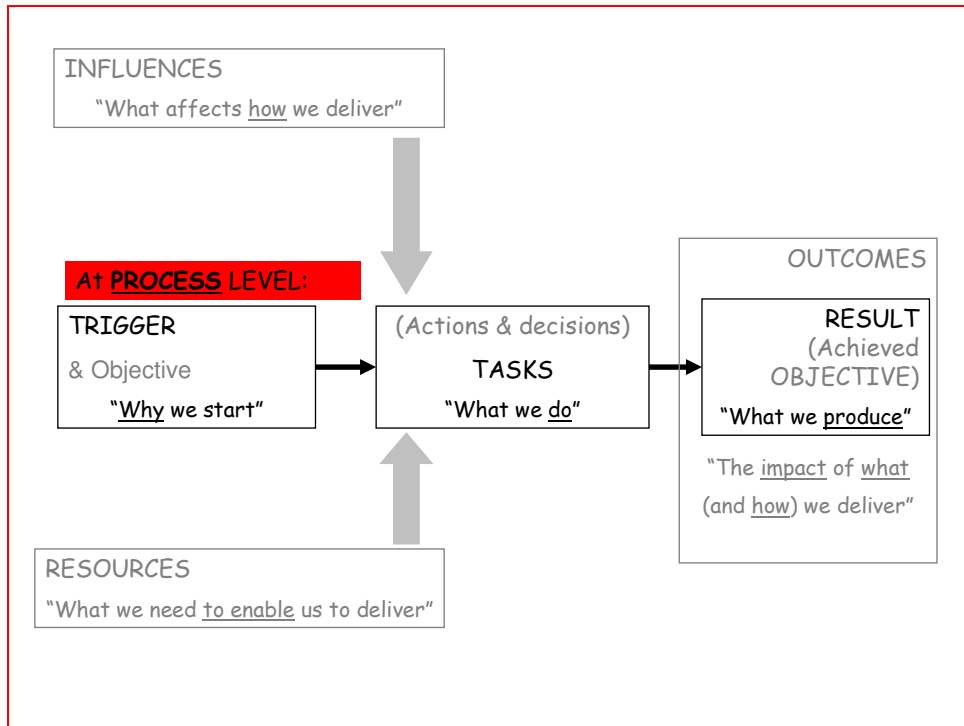 INFLUENCES
“What affects how we deliver”
At PROCESS LEVEL:
TRIGGER
& Objective
“Why we start”
(Actions & decisions)
TASKS
“What we do”
OUTCOMES
RESULT
(Achieved
OBJECTIVE)
“What we produce”
“The impact of what
(and how) we deliver”
RESOURCES
“What we need to enable us to deliver”